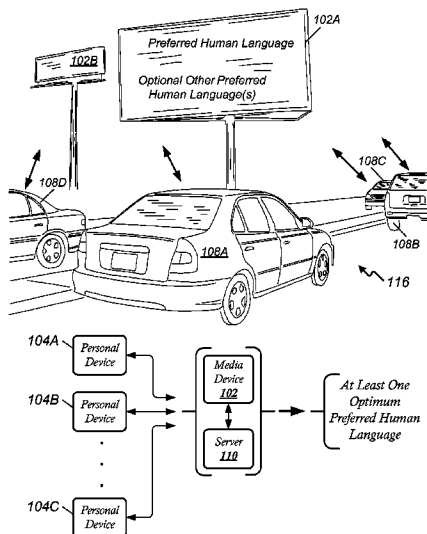 102A
102B
Preferred Human Language
Optional Other Preferred
Human Language(s)
108C
108D
108A
108B
116
104A
Personal
Device
Media
Device
102
At Least One
Optimum
Preferred Human
Language
104B
Personal
Device
Server
110
104C
Personal
Device